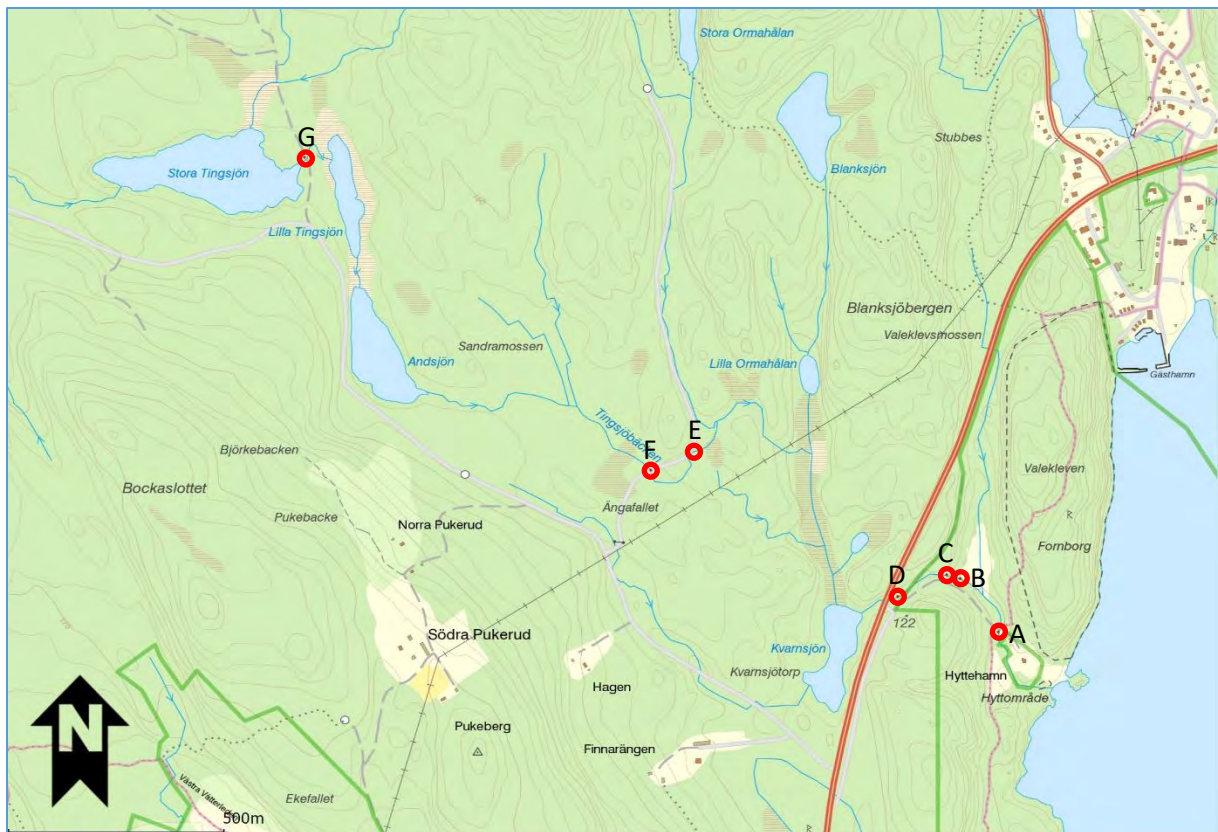 Stora Ormahålan
G
Stubbes
Stora Tingsjön
Blanksjön
Lilla Tingsjön
Blanksjöbergen
Valeklevsmossen
Sandramossen
Andsjön
Lilla Ormahålan
Gästhamn
Tingsjöbäcken
E
F
Björkebacken
Valekleven
Bockaslottet
Ängafallet
Pukebacke
Norra Pukerud
Fornborg
C
B
D
122
A
Södra Pukerud
Kvarnsjön
Kvarnsjötorp
Hyttehamn
Hagen
Hyttområde
N
Pukeberg
Finnarängen
Västra Vätterleden
Ekefallet
500m
R
R
R
R